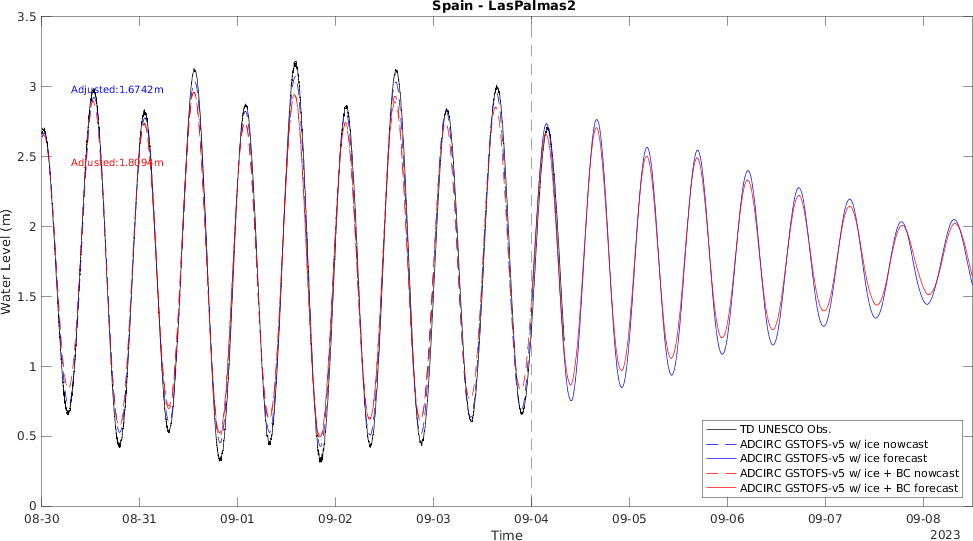 Spain - LasPalmas2
3.5
3
2.5
2
1.5
1
0.5
0
Water Level (m)
Adjusted:1.6742m
Adjusted:1.8094m
TD UNESCO Obs.
ADCIRC GSTOFS-v5 w/ ice nowcast
ADCIRC GSTOFS-v5 w/ ice forecast
ADCIRC GSTOFS-v5 w/ ice + BC nowcast
ADCIRC GSTOFS-v5 w/ ice + BC forecast
08-30 08-31 09-01 09-02 09-03 09-04 09-05 09-06 09-07 09-08
Time
2023